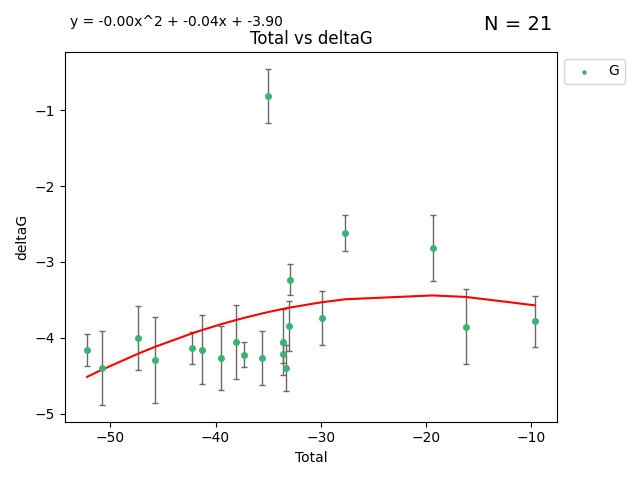 y = -0.00x^2 + -0.04x + -3.90
N = 21
Total vs deltaG
G
−1
−2
−3
−4
−5
deltaG
−50
−40
−30
−20
−10
Total